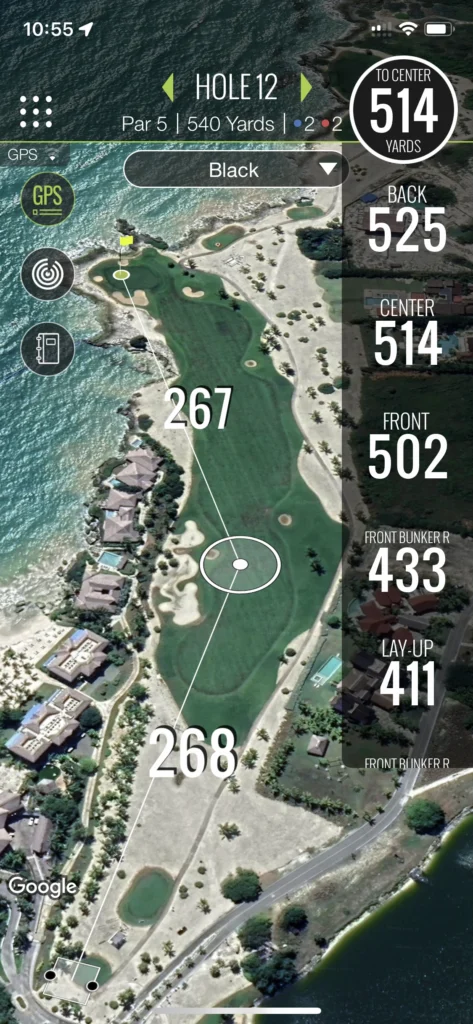 10:55
HOLE 12
Par 5 | 540 Yards | 2 2
TO CENTER
514
YARDS
GPS
Black
GPS
BACK
525
CENTER
514
FRONT
502
FRONT BUNKER R
433
LAY-UP
411
FRONT BUNKER R
267
268
Google